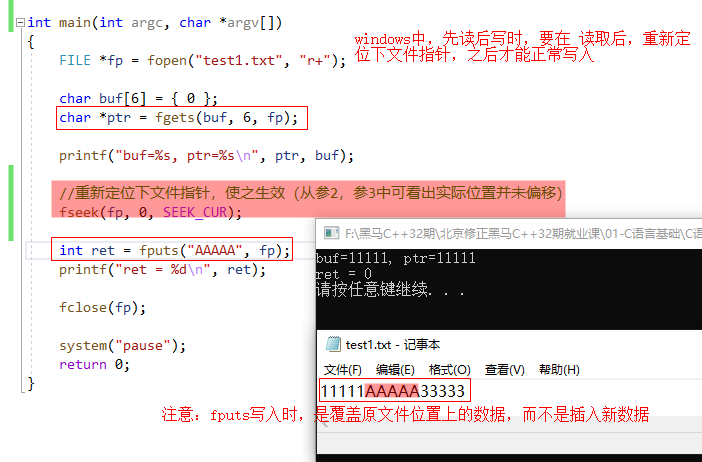 int main(int argc, char *argv[])
{
FILE *fp = fopen("test1.txt", "r+");
windows中，先读后写时，要在 读取后，重新定
位下文件指针，之后才能正常写入
char buf[6] = { 0 };
char *ptr = fgets(buf, 6, fp);
printf("buf=%s, ptr=%s\n", ptr, buf);
//重新定位下文件指针，使之生效（从参2，参3中可看出实际位置并未偏移）
fseek(fp, 0, SEEK_CUR);
int ret = fputs("AAAAA", fp);
printf("ret = %d\n", ret);
fclose(fp);
system("pause");
return 0;
}
F:\黑马C++32期\北京修正黑马C++32期就业课\01-C语言基础\C语
buf=11111, ptr=11111
ret = 0
请按任意键继续. . .
test1.txt - 记事本
文件(F) 编辑(E) 格式(O) 查看(V) 帮助(H)
11111AAAAA33333
注意：fputs写入时，是覆盖原文件位置上的数据，而不是插入新数据